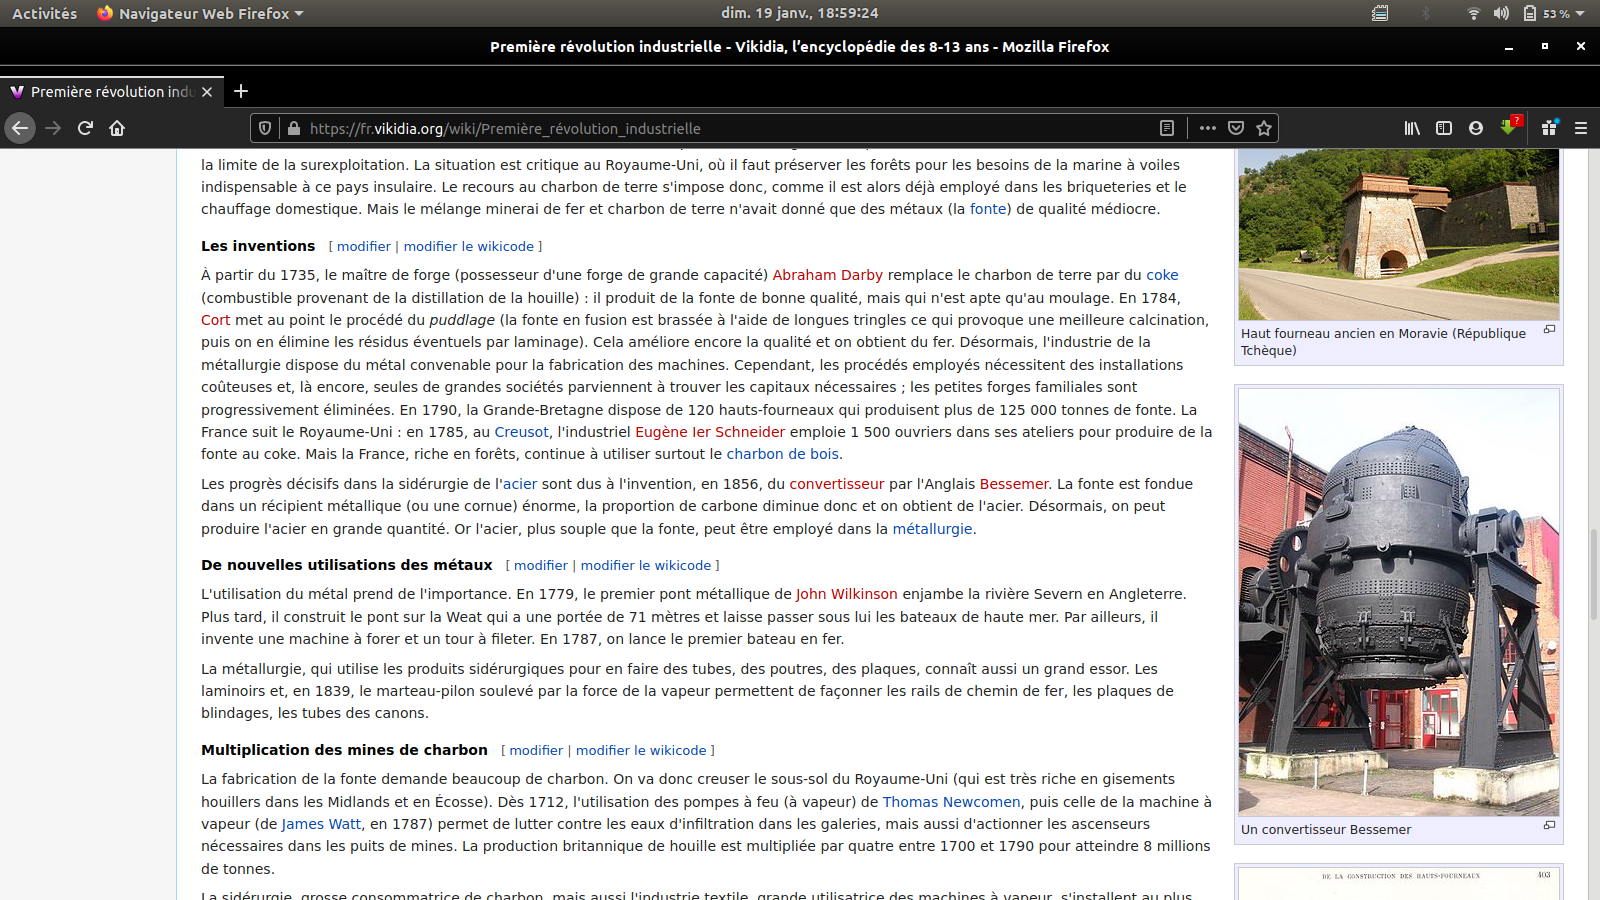 Activités
Navigateur Web Firefox
dim. 19 janv., 18:59:24
53 %
Première révolution industrielle - Vikidia, l’encyclopédie des 8-13 ans - Mozilla Firefox
Première révolution indu
https://fr.vikidia.org/wiki/Première_révolution_industrielle
?
la limite de la surexploitation. La situation est critique au Royaume-Uni, où il faut préserver les forêts pour les besoins de la marine à voiles
indispensable à ce pays insulaire. Le recours au charbon de terre s'impose donc, comme il est alors déjà employé dans les briqueteries et le
chauffage domestique. Mais le mélange minerai de fer et charbon de terre n'avait donné que des métaux (la fonte) de qualité médiocre.
Les inventions [ modifier | modifier le wikicode ]
À partir du 1735, le maître de forge (possesseur d'une forge de grande capacité) Abraham Darby remplace le charbon de terre par du coke
(combustible provenant de la distillation de la houille) : il produit de la fonte de bonne qualité, mais qui n'est apte qu'au moulage. En 1784,
Cort met au point le procédé du puddlage (la fonte en fusion est brassée à l'aide de longues tringles ce qui provoque une meilleure calcination,
puis on en élimine les résidus éventuels par laminage). Cela améliore encore la qualité et on obtient du fer. Désormais, l'industrie de la
métallurgie dispose du métal convenable pour la fabrication des machines. Cependant, les procédés employés nécessitent des installations
coûteuses et, là encore, seules de grandes sociétés parviennent à trouver les capitaux nécessaires ; les petites forges familiales sont
progressivement éliminées. En 1790, la Grande-Bretagne dispose de 120 hauts-fourneaux qui produisent plus de 125 000 tonnes de fonte. La
France suit le Royaume-Uni : en 1785, au Creusot, l'industriel Eugène Ier Schneider emploie 1 500 ouvriers dans ses ateliers pour produire de la
fonte au coke. Mais la France, riche en forêts, continue à utiliser surtout le charbon de bois.
Les progrès décisifs dans la sidérurgie de l'acier sont dus à l'invention, en 1856, du convertisseur par l'Anglais Bessemer. La fonte est fondue
dans un récipient métallique (ou une cornue) énorme, la proportion de carbone diminue donc et on obtient de l'acier. Désormais, on peut
produire l'acier en grande quantité. Or l'acier, plus souple que la fonte, peut être employé dans la métallurgie.
De nouvelles utilisations des métaux [ modifier | modifier le wikicode ]
L'utilisation du métal prend de l'importance. En 1779, le premier pont métallique de John Wilkinson enjambe la rivière Severn en Angleterre.
Plus tard, il construit le pont sur la Weat qui a une portée de 71 mètres et laisse passer sous lui les bateaux de haute mer. Par ailleurs, il
invente une machine à forer et un tour à fileter. En 1787, on lance le premier bateau en fer.
La métallurgie, qui utilise les produits sidérurgiques pour en faire des tubes, des poutres, des plaques, connaît aussi un grand essor. Les
laminoirs et, en 1839, le marteau-pilon soulevé par la force de la vapeur permettent de façonner les rails de chemin de fer, les plaques de
blindages, les tubes des canons.
Multiplication des mines de charbon [ modifier | modifier le wikicode ]
La fabrication de la fonte demande beaucoup de charbon. On va donc creuser le sous-sol du Royaume-Uni (qui est très riche en gisements
houillers dans les Midlands et en Écosse). Dès 1712, l'utilisation des pompes à feu (à vapeur) de Thomas Newcomen, puis celle de la machine à
vapeur (de James Watt, en 1787) permet de lutter contre les eaux d'infiltration dans les galeries, mais aussi d'actionner les ascenseurs
nécessaires dans les puits de mines. La production britannique de houille est multipliée par quatre entre 1700 et 1790 pour atteindre 8 millions
de tonnes.
La sidérurgie, grosse consommatrice de charbon, mais aussi l'industrie textile, grande utilisatrice des machines à vapeur, s'installent au plus
Haut fourneau ancien en Moravie (République
Tchèque)
Un convertisseur Bessemer
DE LA CONSTRUCTION DES HAUTS-FOURNEAUX 403